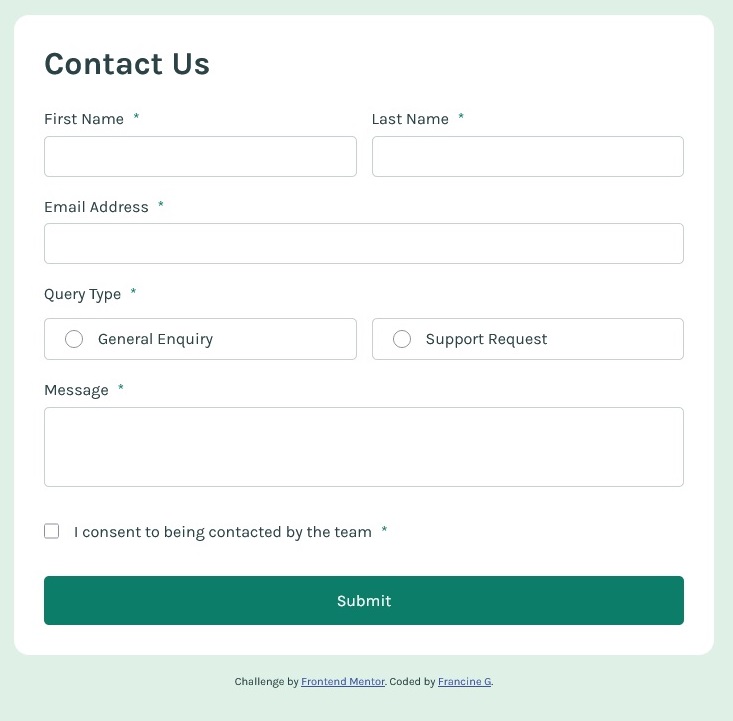 Contact Us
First Name *
Last Name *
Email Address *
Query Type *
General Enquiry
Support Request
Message *
I consent to being contacted by the team *
Submit
Challenge by Frontend Mentor. Coded by Francine G.